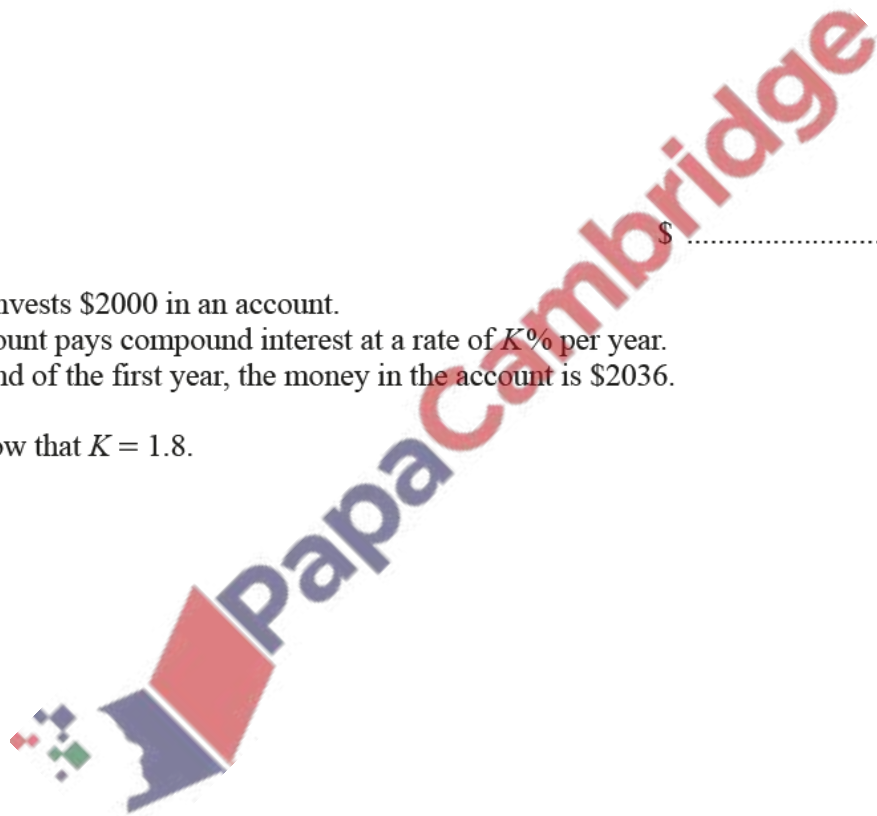 $ ........................
nvests $2000 in an account.
ount pays compound interest at a rate of K% per year.
nd of the first year, the money in the account is $2036.
ow that K = 1.8.
PapaCambridge